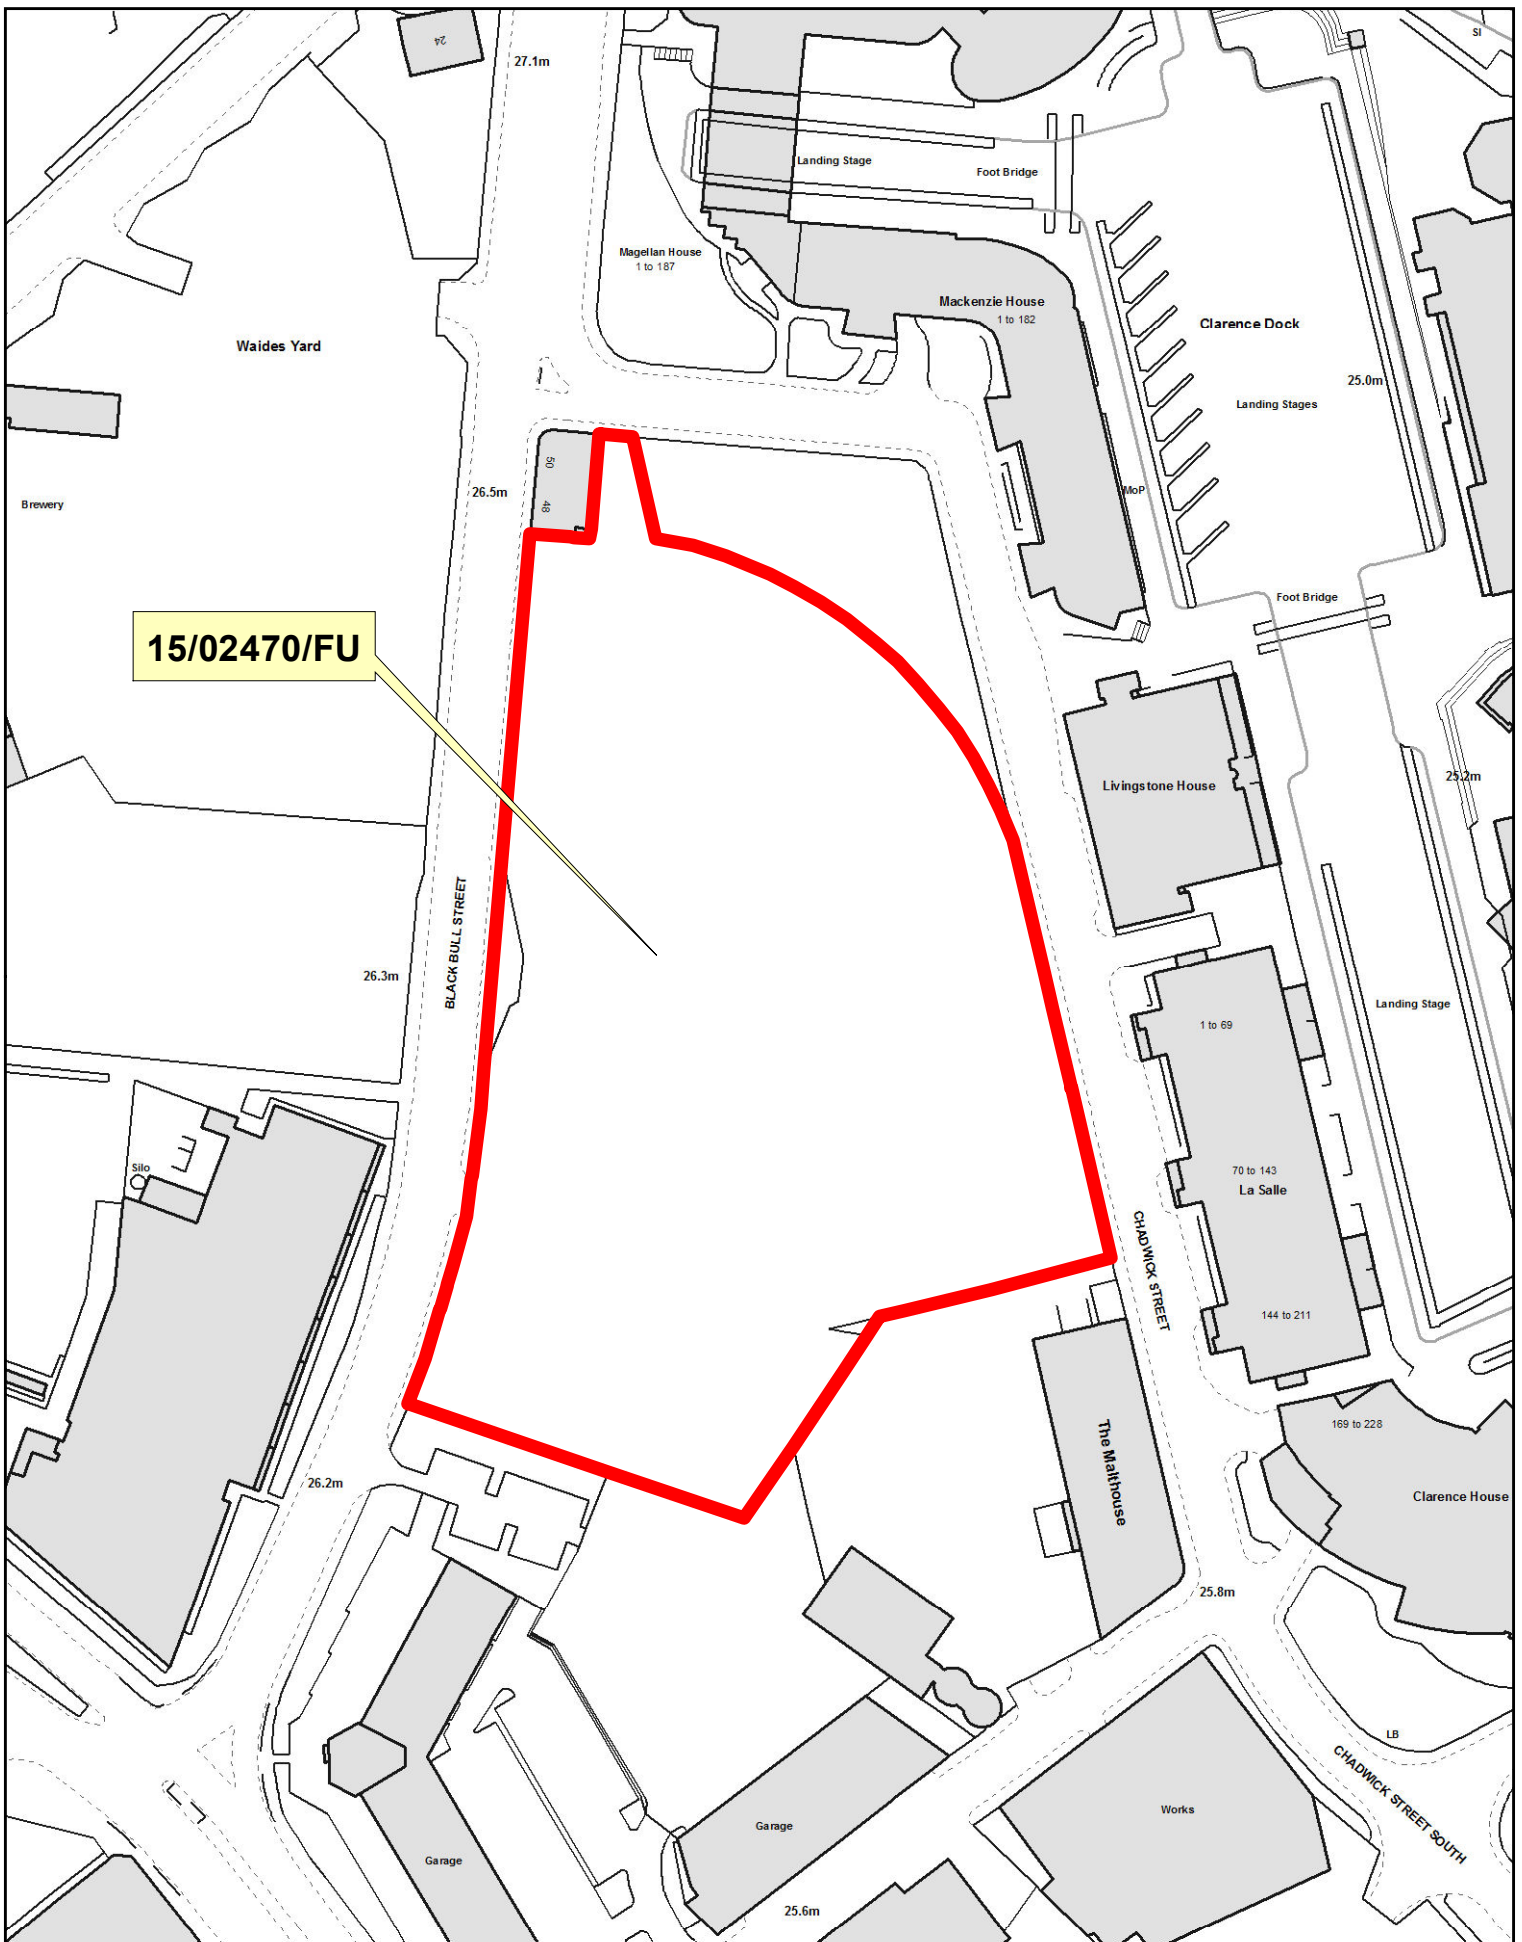 24
27.1m
SI
Landing Stage
Foot Bridge
Magellan House
1 to 187
Mackenzie House
1 to 182
Clarence Dock
Waides Yard
25.0m
Landing Stages
50
26.5m
48
MoP
Brewery
Foot Bridge
15/02470/FU
25.2m
Livingstone House
BLACK BULL STREET
26.3m
Landing Stage
1 to 69
Silo
70 to 143
La Salle
CHADWICK STREET
144 to 211
169 to 228
The Malthouse
26.2m
Clarence House
25.8m
LB
CHADWICK STREET SOUTH
Works
Garage
Garage
25.6m